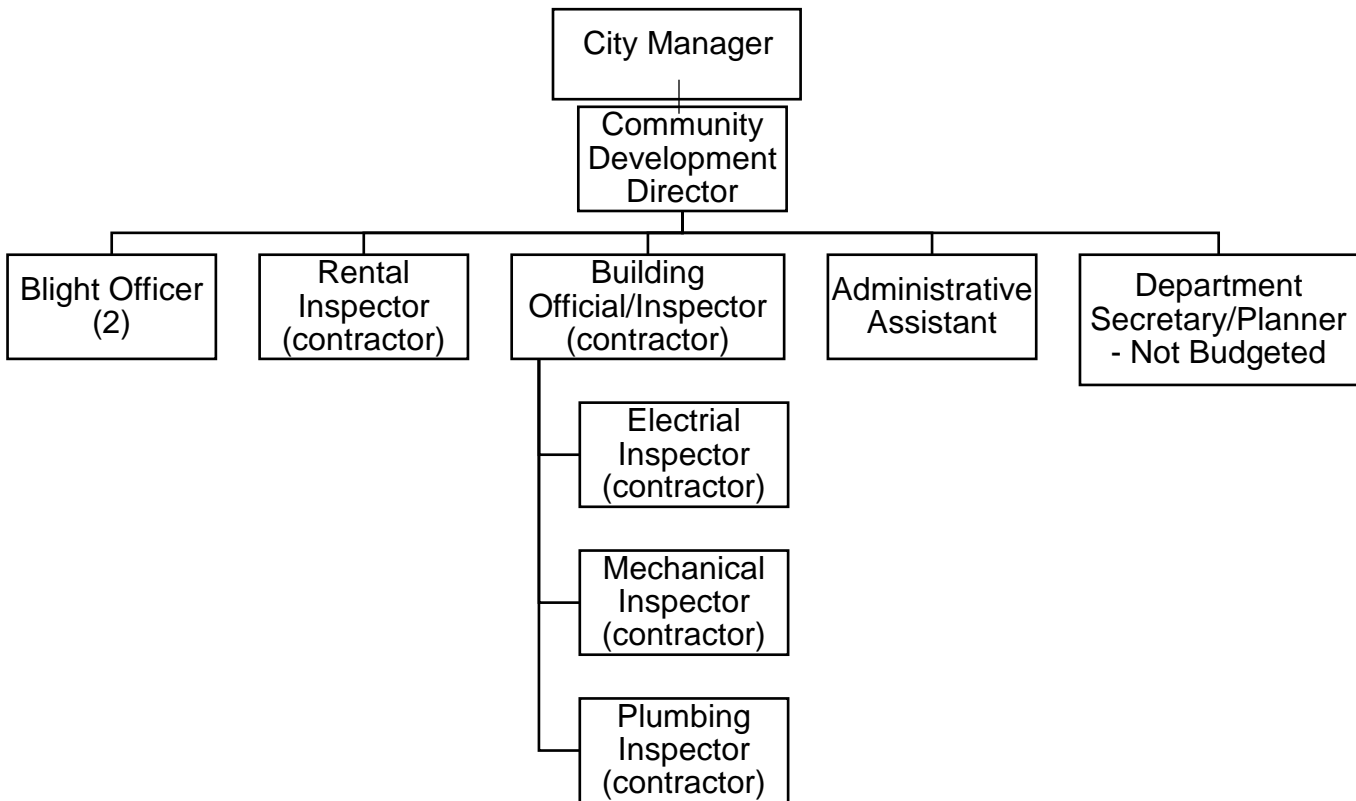 City Manager
Community
Development
Director
Blight Officer
(2)
Rental
Inspector
(contractor)
Building
Official/Inspector
(contractor)
Administrative
Assistant
Department
Secretary/Planner
- Not Budgeted
Electrial
Inspector
(contractor)
Mechanical
Inspector
(contractor)
Plumbing
Inspector
(contractor)